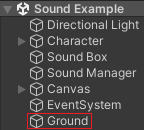 Sound Example
Directional Light
Character
Sound Box
Sound Manager
Canvas
EventSystem
Ground